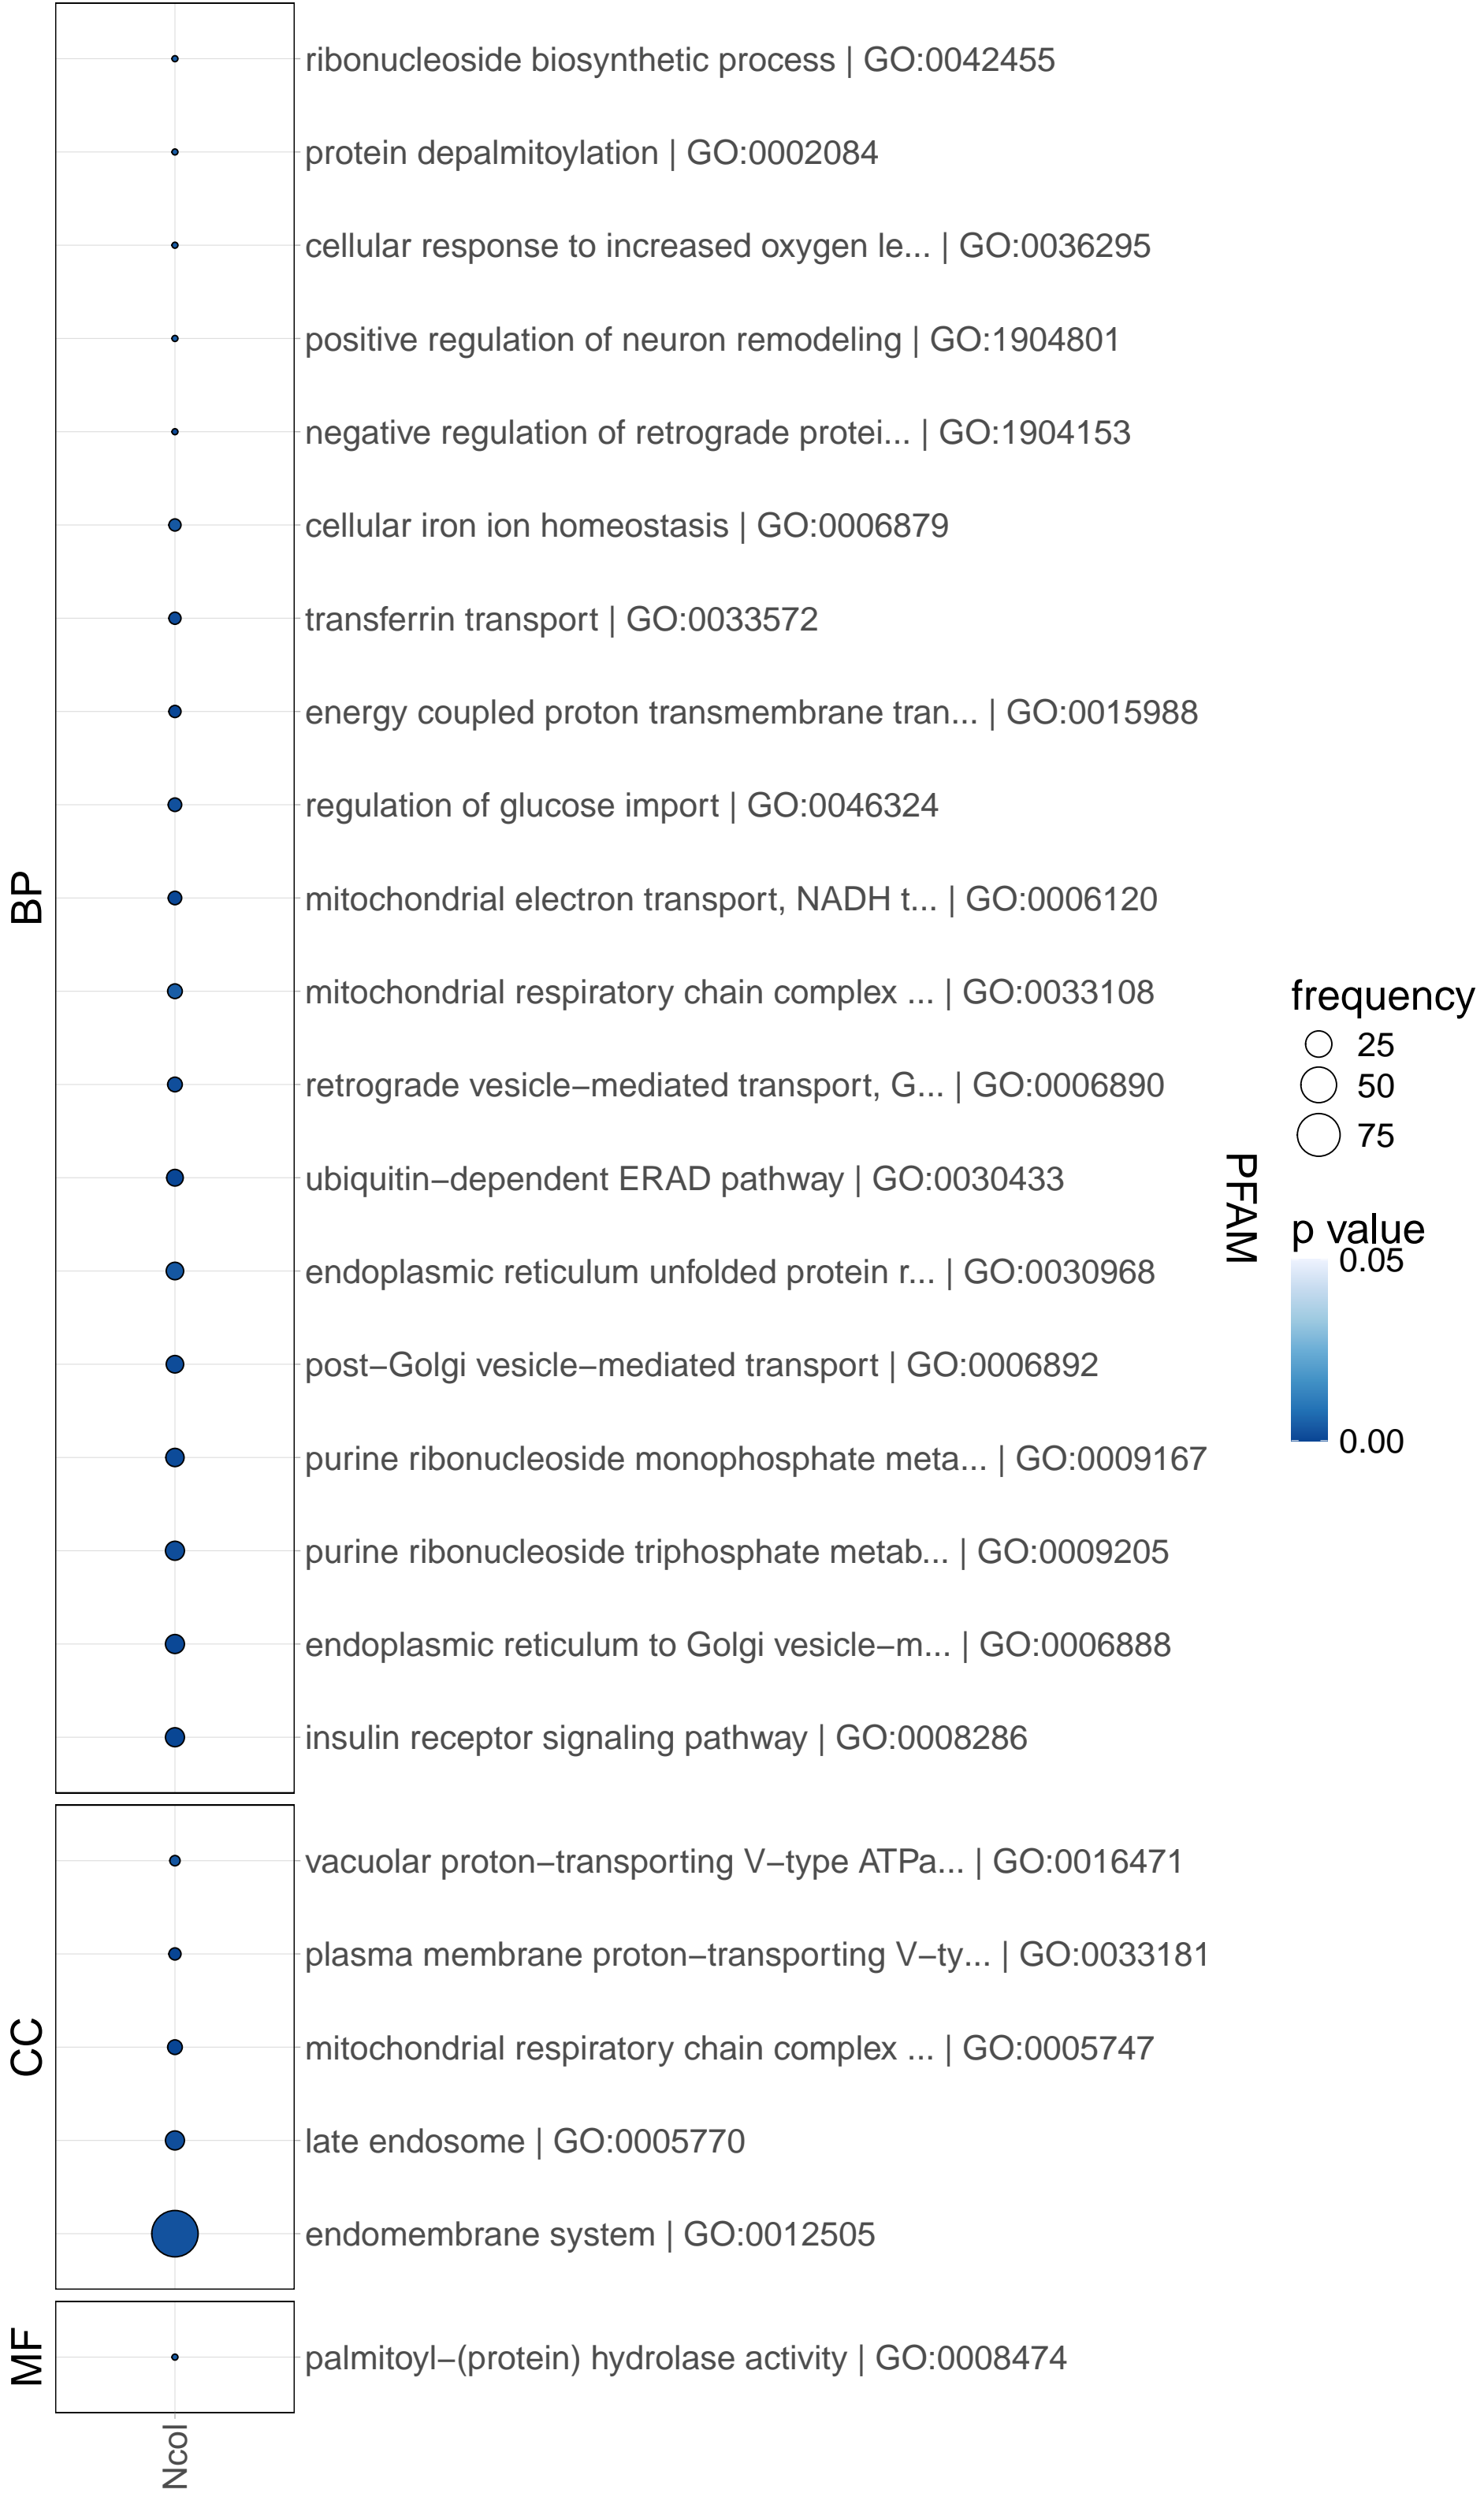 BP
ribonucleoside biosynthetic process | GO:0042455
protein depalmitoylation | GO:0002084
cellular response to increased oxygen le... | GO:0036295
positive regulation of neuron remodeling | GO:1904801
negative regulation of retrograde protei... | GO:1904153
cellular iron ion homeostasis | GO:0006879
transferrin transport | GO:0033572
energy coupled proton transmembrane tran... | GO:0015988
regulation of glucose import | GO:0046324
mitochondrial electron transport, NADH t... | GO:0006120
mitochondrial respiratory chain complex ... | GO:0033108
retrograde vesicle−mediated transport, G... | GO:0006890
ubiquitin−dependent ERAD pathway | GO:0030433
endoplasmic reticulum unfolded protein r... | GO:0030968
post−Golgi vesicle−mediated transport | GO:0006892
purine ribonucleoside monophosphate meta... | GO:0009167
purine ribonucleoside triphosphate metab... | GO:0009205
endoplasmic reticulum to Golgi vesicle−m... | GO:0006888
insulin receptor signaling pathway | GO:0008286
CC
vacuolar proton−transporting V−type ATPa... | GO:0016471
plasma membrane proton−transporting V−ty... | GO:0033181
mitochondrial respiratory chain complex ... | GO:0005747
late endosome | GO:0005770
endomembrane system | GO:0012505
MF
palmitoyl−(protein) hydrolase activity | GO:0008474
Ncol
PFAM
frequency
25
50
75
p value
0.05
0.00